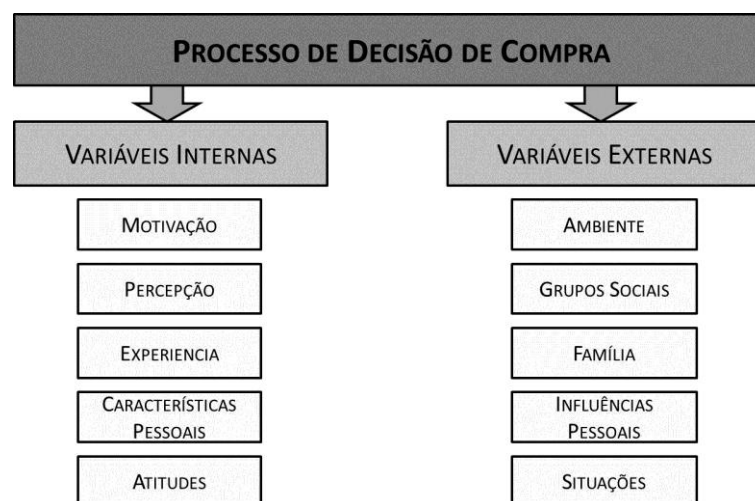 PROCESSO DE DECISÃO DE COMPRA
VARIÁVEIS INTERNAS
VARIÁVEIS EXTERNAS
MOTIVAÇÃO
AMBIENTE
PERCEPÇÃO
GRUPOS SOCIAIS
EXPERIENCIA
FAMÍLIA
CARACTERÍSTICAS
PESSOAIS
INFLUÊNCIAS
PESSOAIS
ATITUDES
SITUAÇÕES